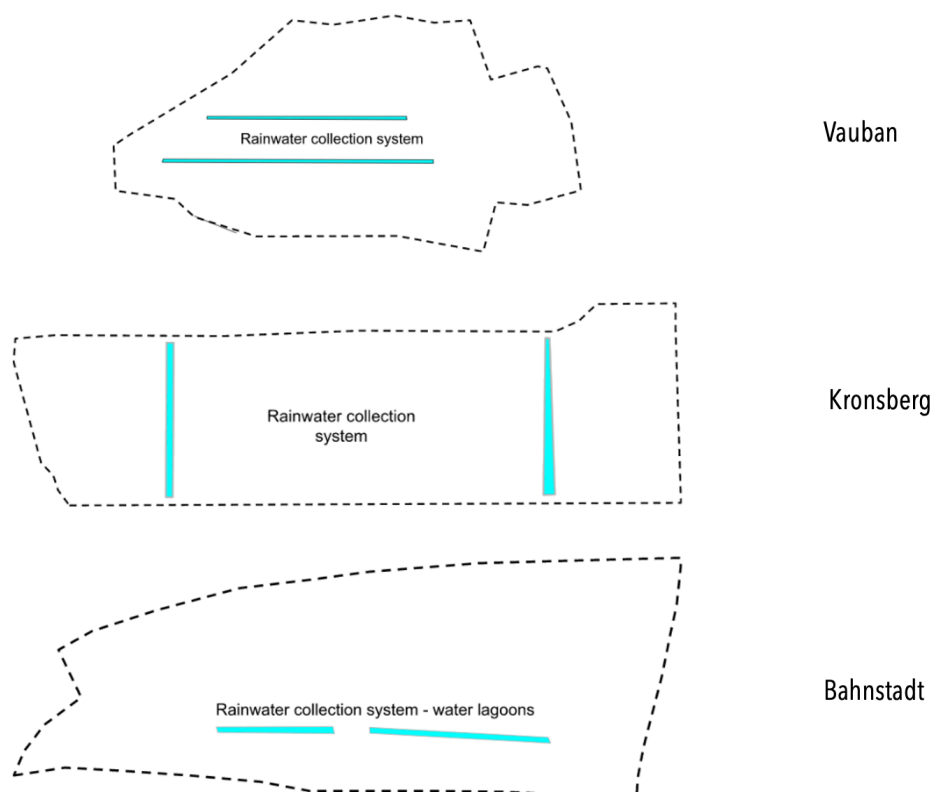 Rainwater collection system
Vauban
Rainwater collection
system
Kronsberg
Rainwater collection system - water lagoons
Bahnstadt